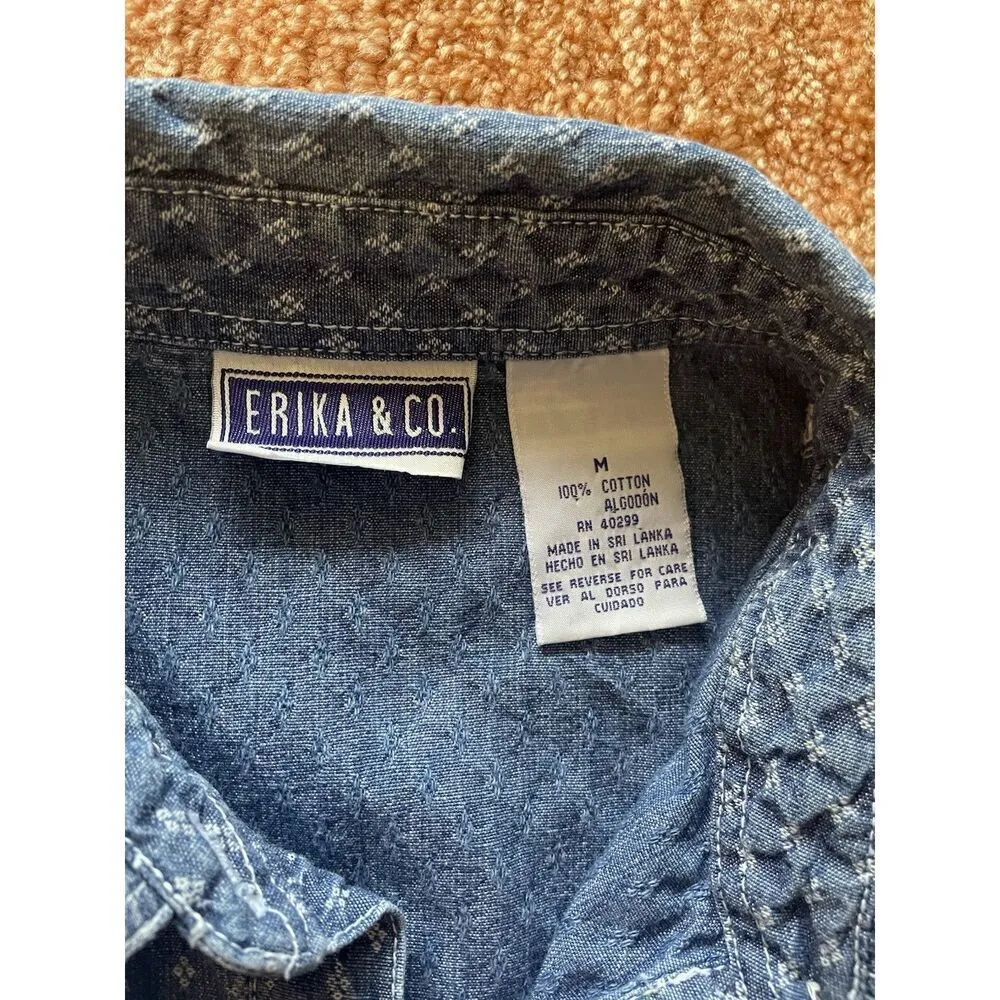 ERIKA & CO.
M
100% COTTON
ALGODÓN
RN 40299
MADE IN SRI LANKA
HECHO EN SRI LANKA
SEE REVERSE FOR CARE
VER AL DORSO PARA
CUIDADO